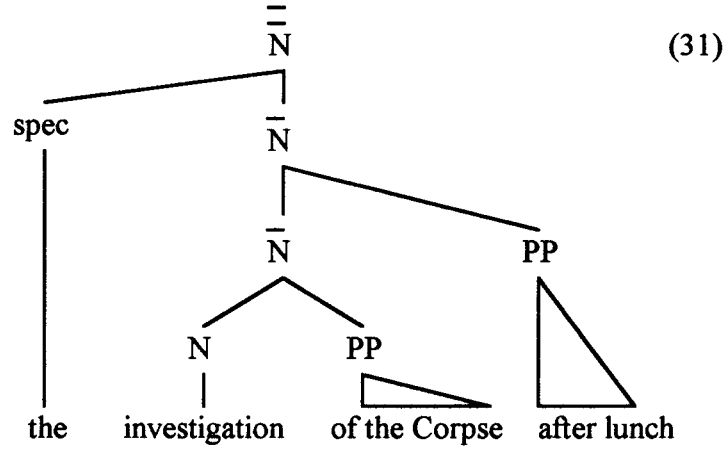 N̿ (31)
spec
N̄
N̄ PP
N PP
the investigation of the Corpse after lunch